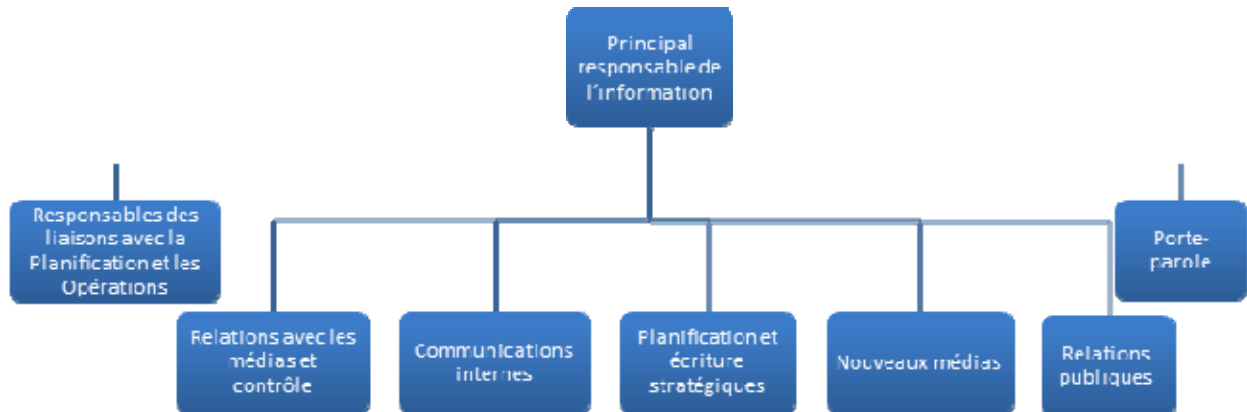 Principal
responsable de
l'information
Responsables des
liaisons avec la
Planification et les
Opérations
Porte-
parole
Relations avec les
médias et
contrôle
Communications
internes
Planification et
écriture
stratégiques
Nouveaux médias
Relations
publiques